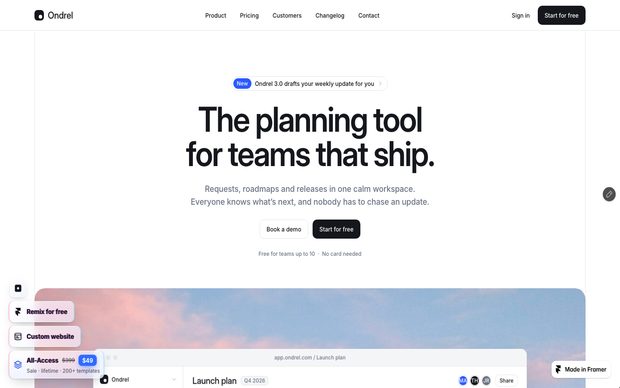 Ondrel
Product Pricing Customers Changelog Contact
Sign in Start for free
New Ondrel 3.0 drafts your weekly update for you
The planning tool
for teams that ship.
Requests, roadmaps and releases in one calm workspace.
Everyone knows what's next, and nobody has to chase an update.
Book a demo Start for free
Free for teams up to 10 · No card needed
Remix for free
Custom website
All-Access $399 $49
Sale · lifetime · 200+ templates
app.ondrel.com / Launch plan
Ondrel
Launch plan Q4 2026
MA TH JR Share
Made in Framer